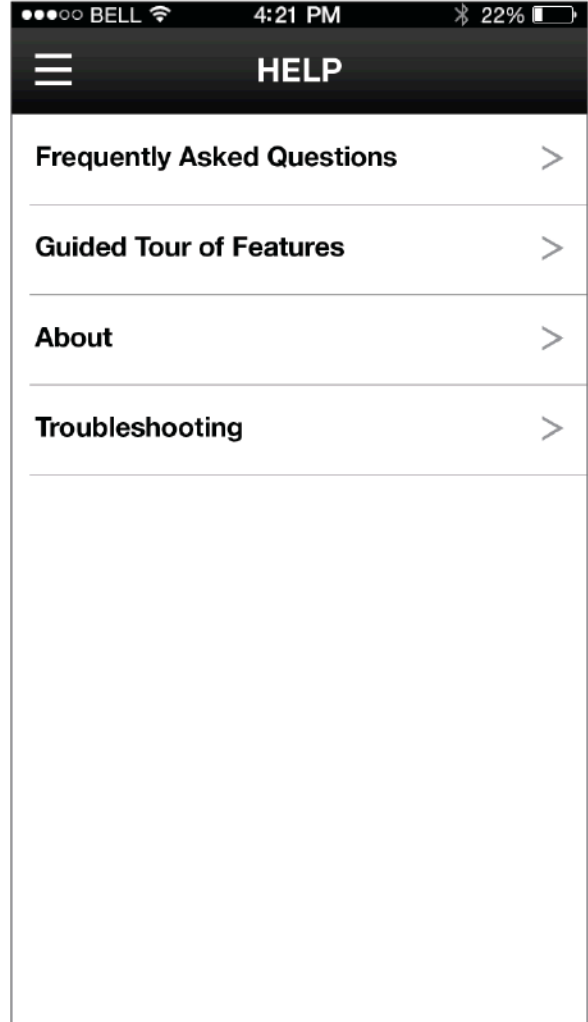 BELL 4:21 PM 22%
HELP
Frequently Asked Questions >
Guided Tour of Features >
About >
Troubleshooting >